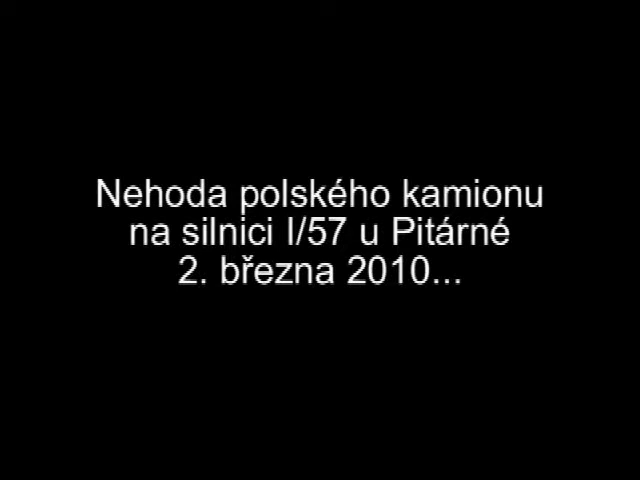 Nehoda polského kamionu
na silnici I/57 u Pitárné
2. března 2010...